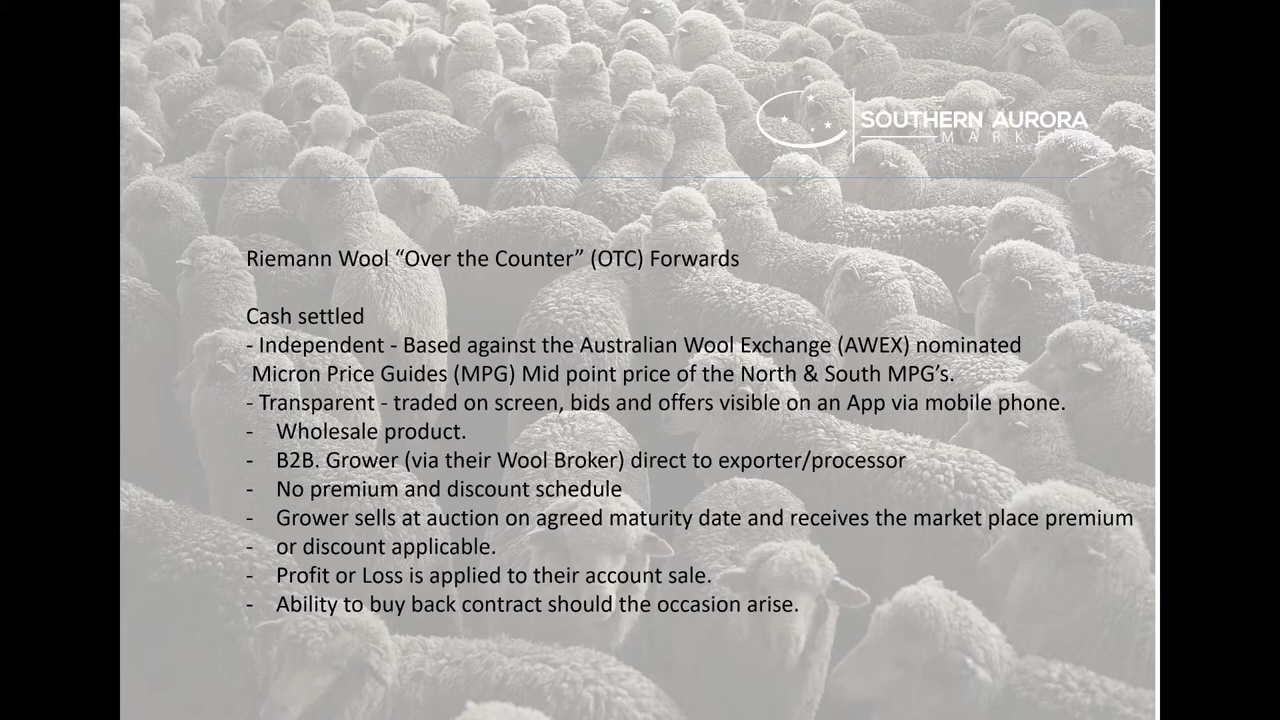 SOUTHERN AURORA
Riemann Wool “Over the Counter” (OTC) Forwards
Cash settled
- Independent - Based against the Australian Wool Exchange (AWEX) nominated
Micron Price Guides (MPG) Mid point price of the North & South MPG’s.
- Transparent - traded on screen, bids and offers visible on an App via mobile phone.
- Wholesale product.
- B2B. Grower (via their Wool Broker) direct to exporter/processor
- No premium and discount schedule
- Grower sells at auction on agreed maturity date and receives the market place premium
- or discount applicable.
- Profit or Loss is applied to their account sale.
- Ability to buy back contract should the occasion arise.